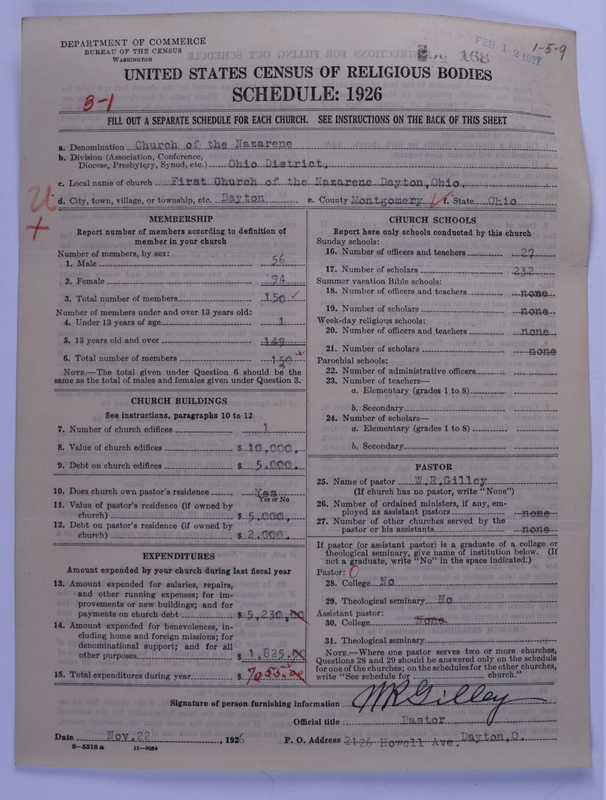 DEPARTMENT OF COMMERCE
BUREAU OF THE CENSUS
WASHINGTON
168
FEB 12 1927
1-5-9
UNITED STATES CENSUS OF RELIGIOUS BODIES
SCHEDULE: 1926
3-1
FILL OUT A SEPARATE SCHEDULE FOR EACH CHURCH. SEE INSTRUCTIONS ON THE BACK OF THIS SHEET
a. Denomination Church of the Nazarene
b. Division (Association, Conference,
Diocese, Presbytery, Synod, etc.) Ohio District,
c. Local name of church First Church of the Nazarene Dayton, Ohio.
d. City, town, village, or township, etc. Dayton e. County Montgomery f. State Ohio
MEMBERSHIP
Report number of members according to definition of
member in your church
Number of members, by sex:
1. Male 56
2. Female 94
3. Total number of members 150
Number of members under and over 13 years old:
4. Under 13 years of age 1
5. 13 years old and over 149
6. Total number of members 150
NOTE.—The total given under Question 6 should be the
same as the total of males and females given under Question 3.
CHURCH BUILDINGS
See instructions, paragraphs 10 to 12
7. Number of church edifices 1
8. Value of church edifices $ 10,000.
9. Debt on church edifices $ 5.000.
10. Does church own pastor's residence Yes
Yes or No
11. Value of pastor's residence (if owned by
church) $ 5,000.
12. Debt on pastor's residence (if owned by
church) $ 2.000.
EXPENDITURES
Amount expended by your church during last fiscal year
13. Amount expended for salaries, repairs,
and other running expenses; for im-
provements or new buildings; and for
payments on church debt $ 5,230,00
14. Amount expended for benevolences, in-
cluding home and foreign missions; for
denominational support; and for all
other purposes $ 1,825.00
15. Total expenditures during year $ 7055.00
CHURCH SCHOOLS
Report here only schools conducted by this church
Sunday schools:
16. Number of officers and teachers 27
17. Number of scholars 232
Summer vacation Bible schools:
18. Number of officers and teachers none
19. Number of scholars none
Week-day religious schools:
20. Number of officers and teachers none
21. Number of scholars none
Parochial schools:
22. Number of administrative officers
23. Number of teachers—
a. Elementary (grades 1 to 8)
b. Secondary
24. Number of scholars—
a. Elementary (grades 1 to 8)
b. Secondary
PASTOR
25. Name of pastor W.R.Gilley
(If church has no pastor, write "None")
26. Number of ordained ministers, if any, em-
ployed as assistant pastors none
27. Number of other churches served by the
pastor or his assistants none
If pastor (or assistant pastor) is a graduate of a college or
theological seminary, give name of institution below. (If
not a graduate, write "No" in the space indicated.)
Pastor: 0
28. College No
29. Theological seminary No
Assistant pastor:
30. College None
31. Theological seminary
NOTE.—Where one pastor serves two or more churches,
Questions 28 and 29 should be answered only on the schedule
for one of the churches; on the schedules for the other churches,
write "See schedule for church."
Signature of person furnishing information W R Gilley
Official title Pastor
Date Nov. 22, 1926 P. O. Address 2126 Howell Ave. Dayton, O.
8-5518a 11-9084